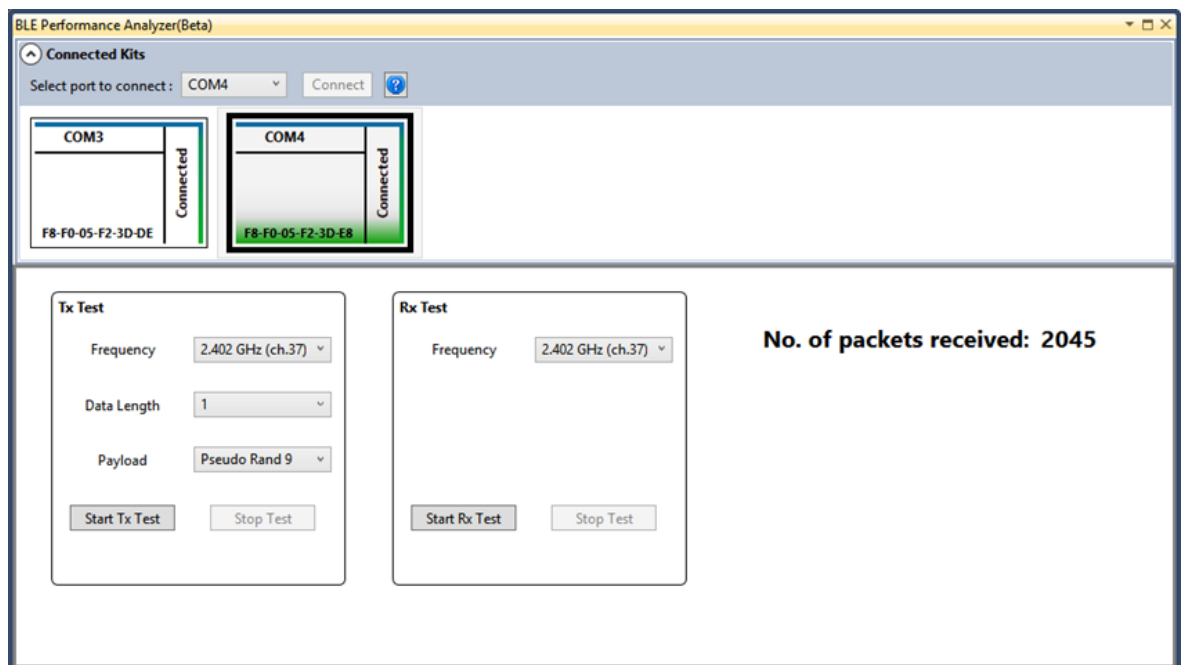 BLE Performance Analyzer(Beta)
Connected Kits
Select port to connect : COM4 Connect ?
COM3
Connected
F8-F0-05-F2-3D-DE
COM4
Connected
F8-F0-05-F2-3D-E8
Tx Test
Frequency 2.402 GHz (ch.37)
Data Length 1
Payload Pseudo Rand 9
Start Tx Test Stop Test
Rx Test
Frequency 2.402 GHz (ch.37)
Start Rx Test Stop Test
No. of packets received: 2045